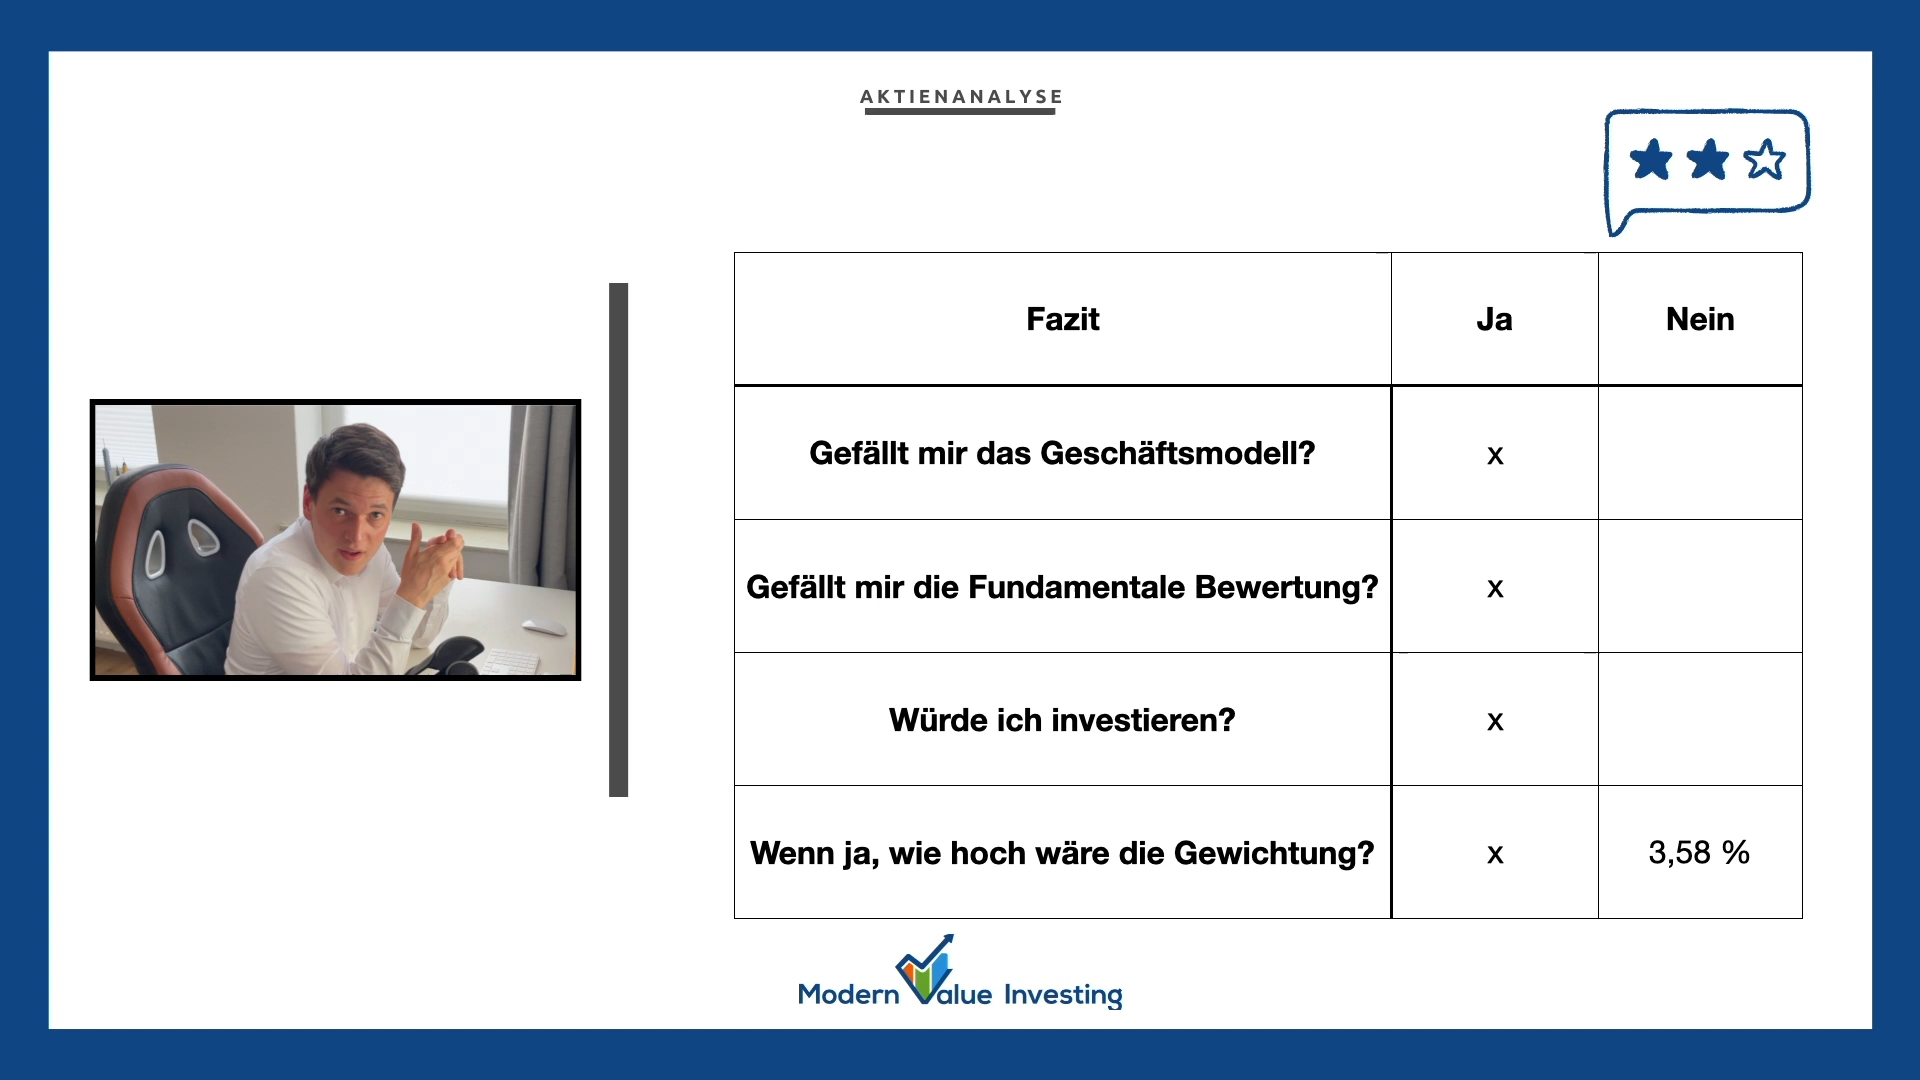 AKTIENANALYSE
Fazit Ja Nein
Gefällt mir das Geschäftsmodell? x
Gefällt mir die Fundamentale Bewertung? x
Würde ich investieren? x
Wenn ja, wie hoch wäre die Gewichtung? x 3,58 %
Modern Value Investing